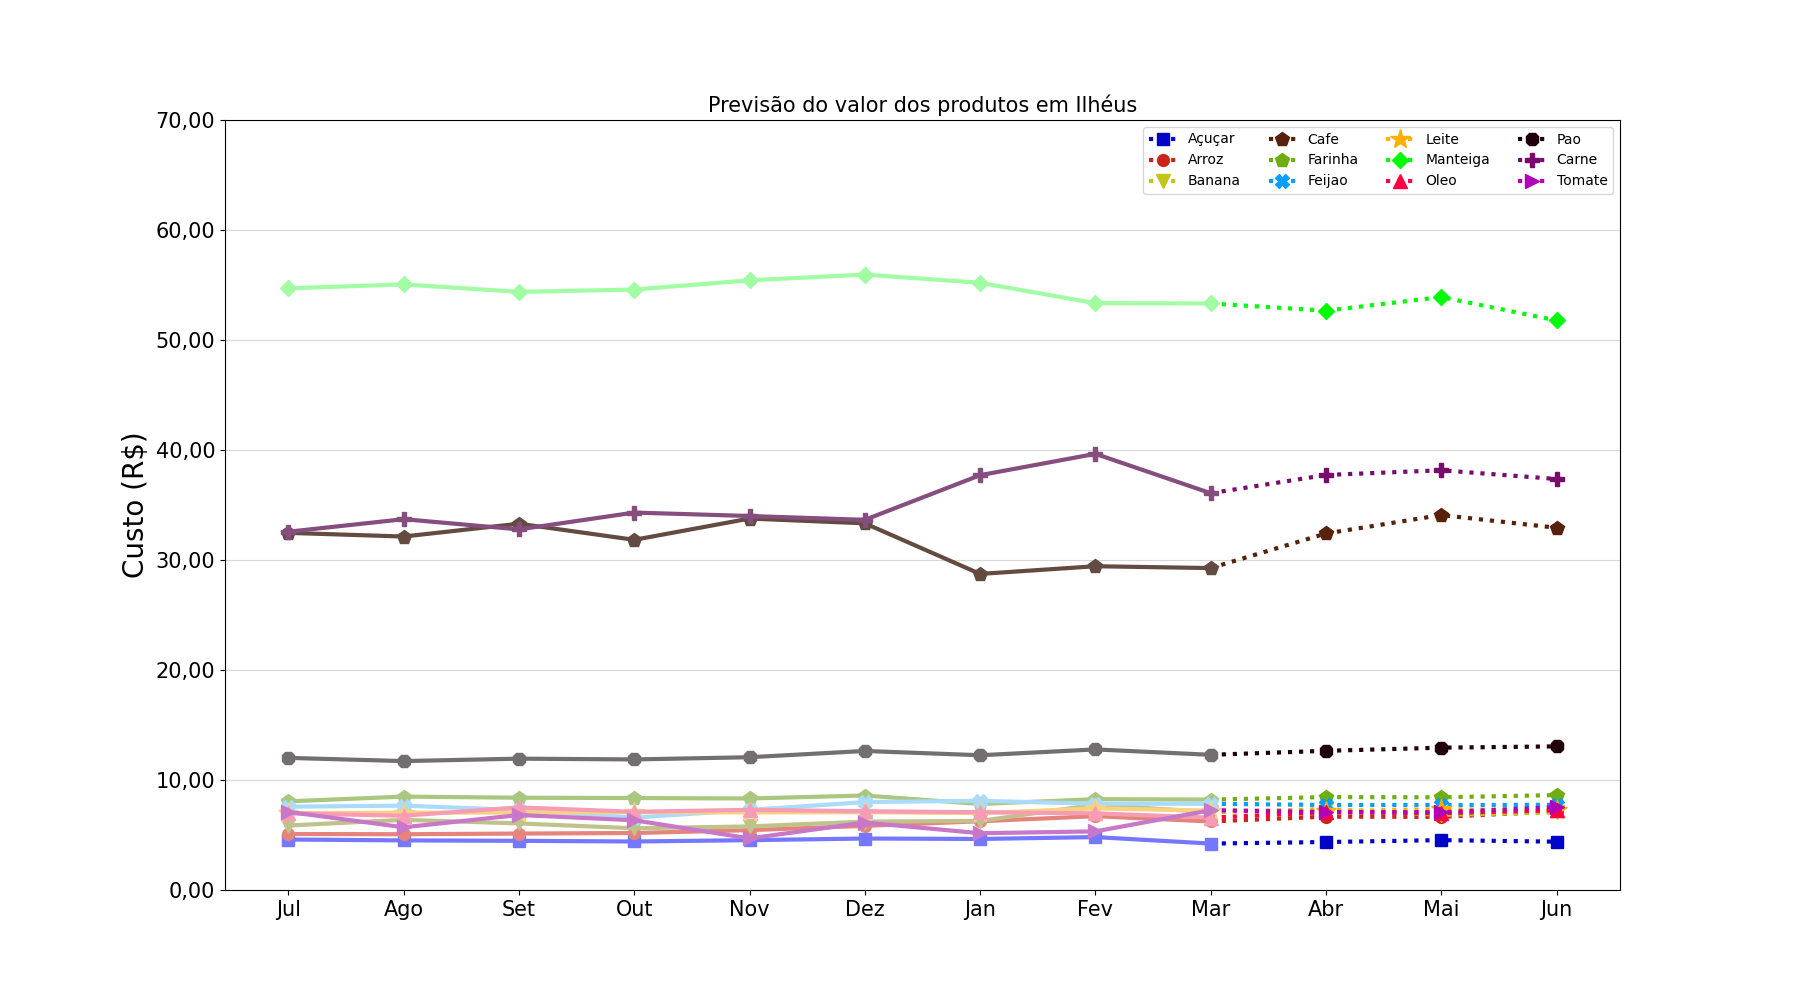 Previsão do valor dos produtos em Ilhéus
70,00
60,00
50,00
40,00
30,00
20,00
10,00
0,00
Custo (R$)
Açuçar Cafe Leite Pao
Arroz Farinha Manteiga Carne
Banana Feijao Oleo Tomate
Jul Ago Set Out Nov Dez Jan Fev Mar Abr Mai Jun